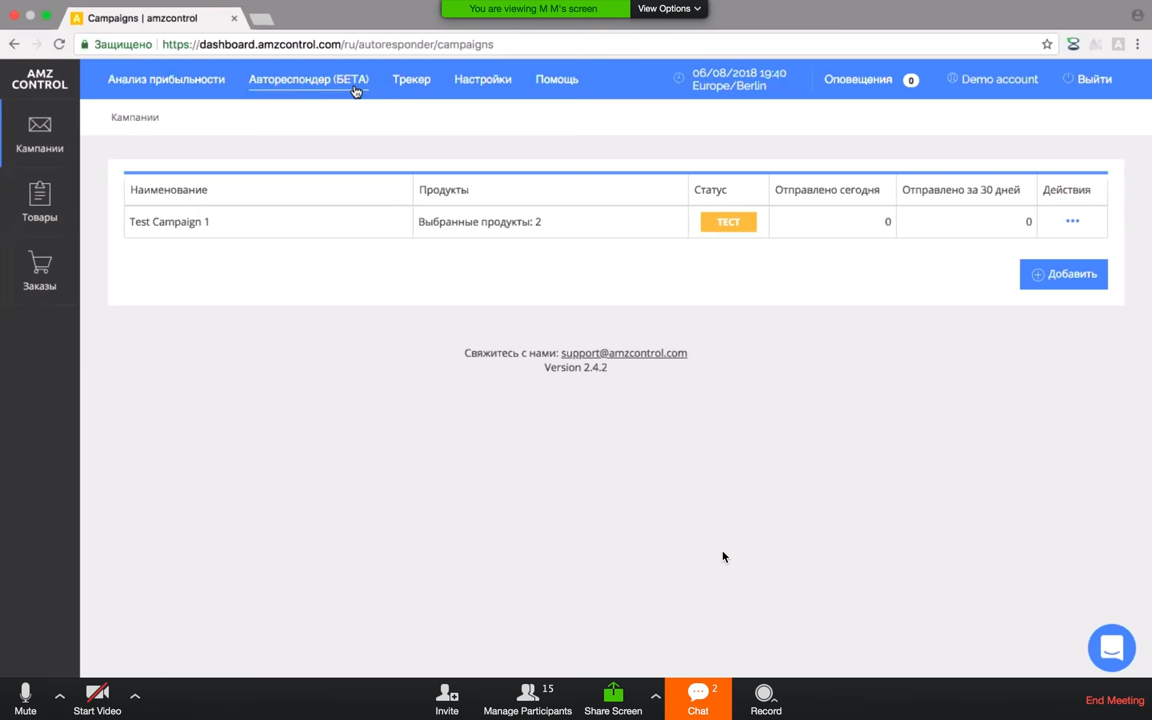 You are viewing M M's screen
View Options
Campaigns | amzcontrol
Защищено
https://dashboard.amzcontrol.com/ru/autoresponder/campaigns
AMZ
CONTROL
Анализ прибыльности
Автореспондер (БЕТА)
Трекер
Настройки
Помощь
06/08/2018 19:40
Europe/Berlin
Оповещения
0
Demo account
Выйти
Кампании
Товары
Заказы
Кампании
Наименование
Продукты
Статус
Отправлено сегодня
Отправлено за 30 дней
Действия
Test Campaign 1
Выбранные продукты: 2
ТЕСТ
0
0
Добавить
Свяжитесь с нами: support@amzcontrol.com
Version 2.4.2
Mute
Start Video
Invite
15
Manage Participants
Share Screen
2
Chat
Record
End Meeting